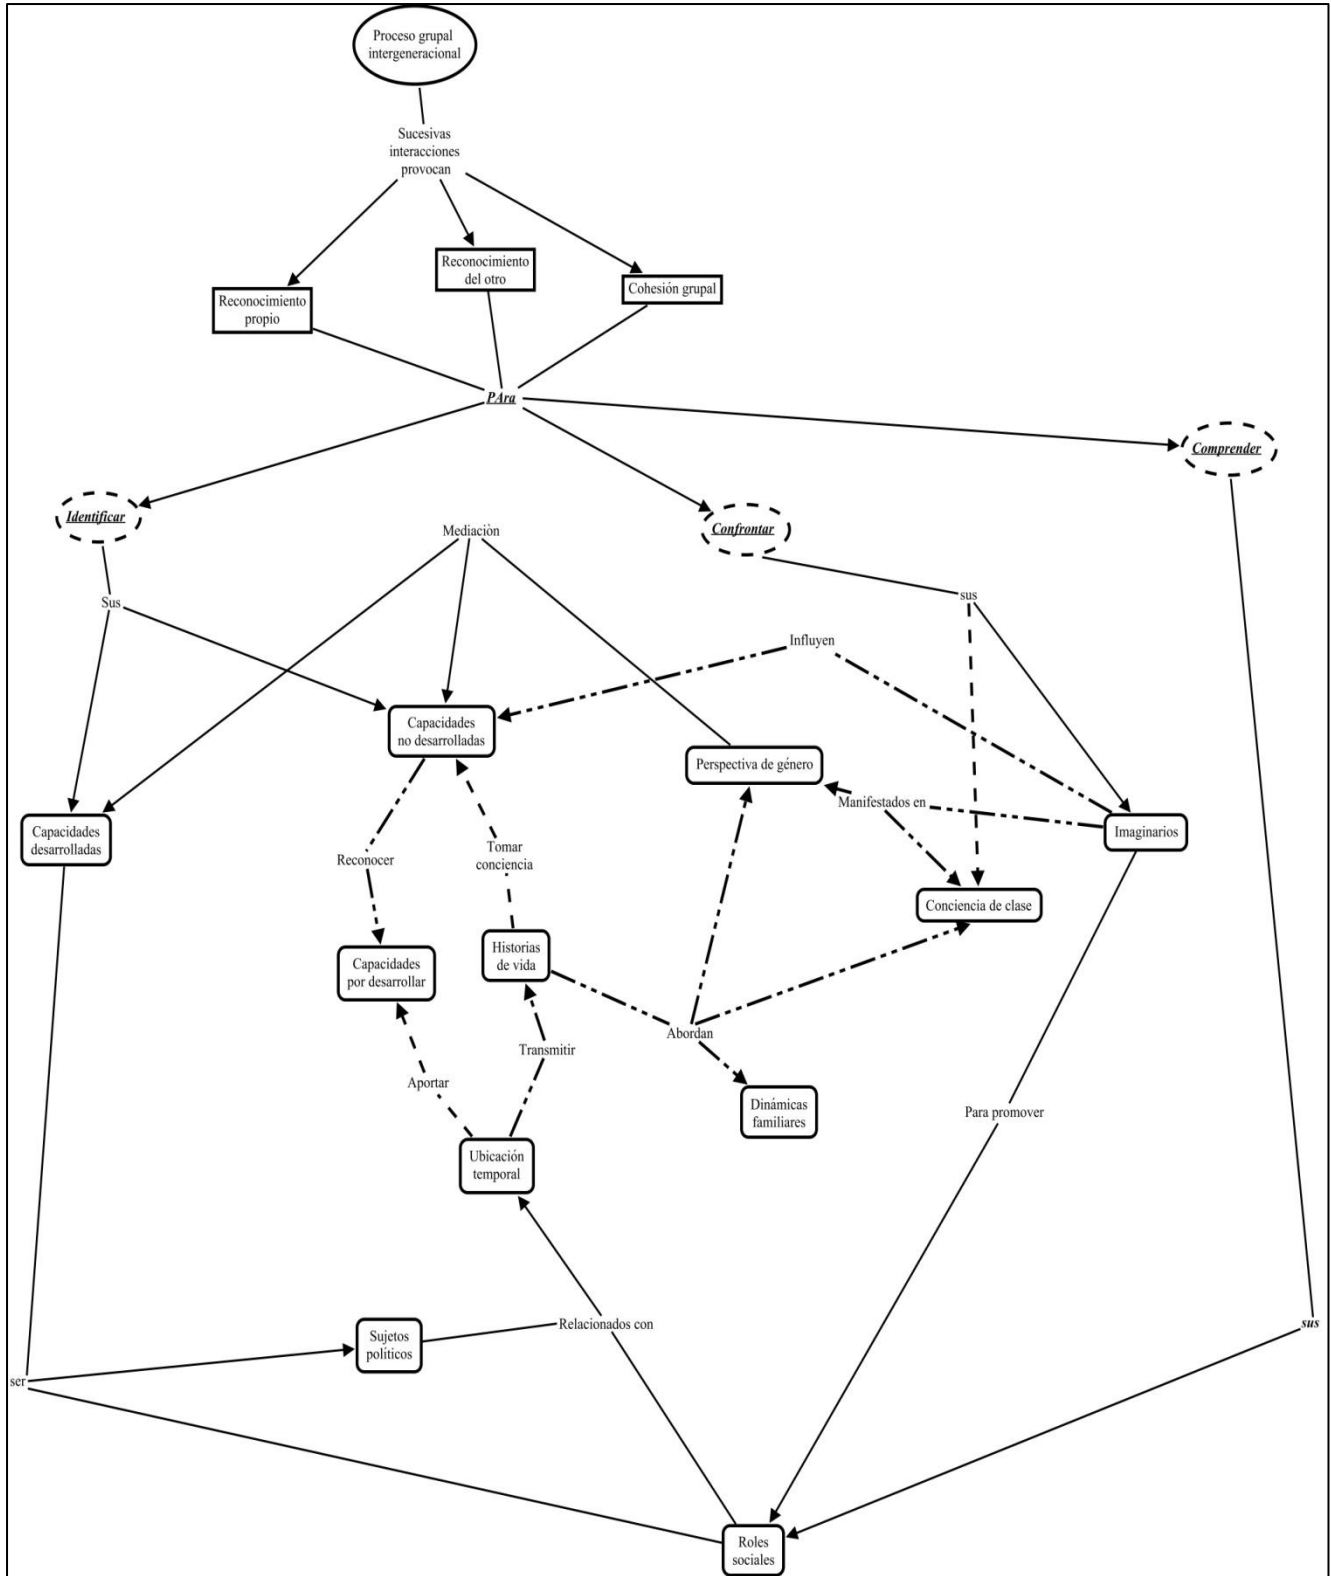 Proceso grupal
intergeneracional
Sucesivas
interacciones
provocan
Reconocimiento
del otro
Cohesión grupal
Reconocimiento
propio
PAra
Comprender
Identificar
Mediaciòn
Confrontar
Sus
sus
Influyen
Capacidades
no desarrolladas
Perspectiva de género
Manifestados en
Capacidades
desarrolladas
Imaginarios
Reconocer
Tomar
conciencia
Conciencia de clase
Capacidades
por desarrollar
Historias
de vida
Abordan
Transmitir
Aportar
Dinámicas
familiares
Para promover
Ubicación
temporal
Sujetos
políticos
Relacionados con
sus
ser
Roles
sociales